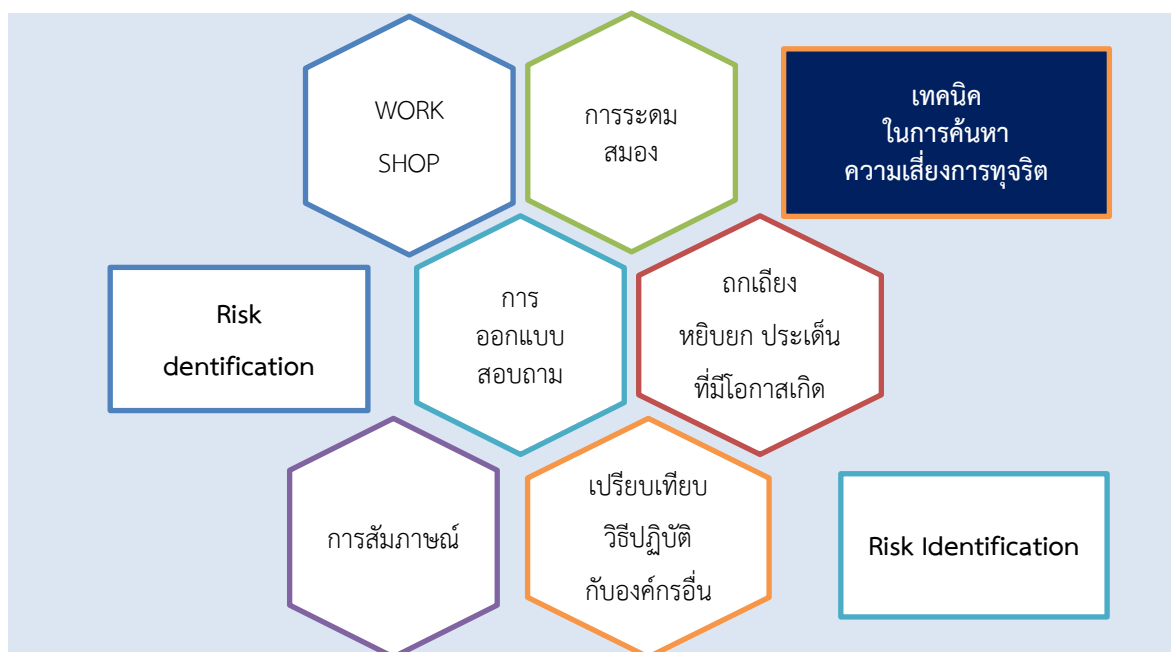 WORK
SHOP
การระดม
สมอง
เทคนิค
ในการค้นหา
ความเสี่ยงการทุจริต
Risk
dentification
การ
ออกแบบ
สอบถาม
ถกเถียง
หยิบยก ประเด็น
ที่มีโอกาสเกิด
การสัมภาษณ์
เปรียบเทียบ
วิธีปฏิบัติ
กับองค์กรอื่น
Risk Identification